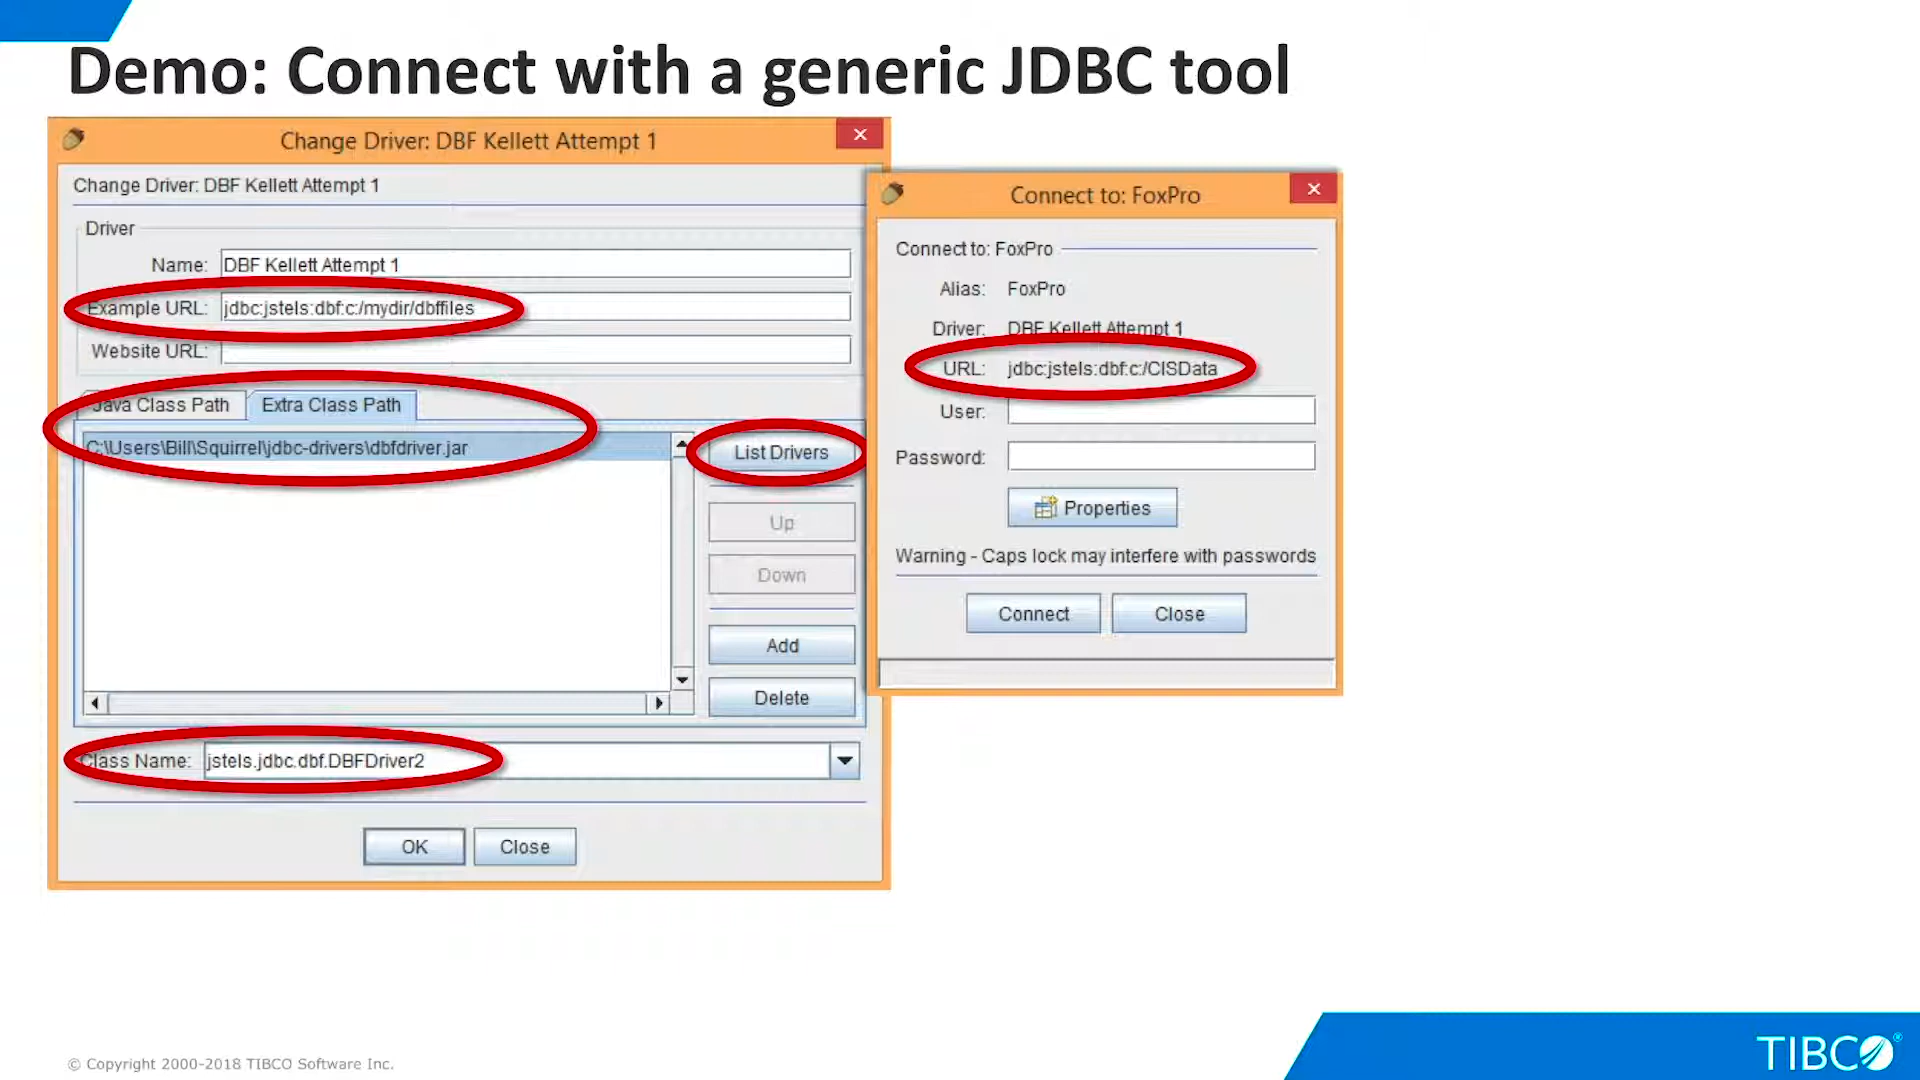 Demo: Connect with a generic JDBC tool
Change Driver: DBF Kellett Attempt 1
Change Driver: DBF Kellett Attempt 1
Driver
Name: DBF Kellett Attempt 1
Example URL: jdbc:jstels:dbf:c:/mydir/dbffiles
Website URL:
Java Class Path Extra Class Path
C:\Users\Bill\Squirrel\jdbc-drivers\dbfdriver.jar
List Drivers
Up
Down
Add
Delete
Class Name: jstels.jdbc.dbf.DBFDriver2
OK Close
Connect to: FoxPro
Connect to: FoxPro
Alias: FoxPro
Driver: DBF Kellett Attempt 1
URL: jdbc:jstels:dbf:c:/CISData
User:
Password:
Properties
Warning - Caps lock may interfere with passwords
Connect Close
© Copyright 2000-2018 TIBCO Software Inc.
TIBCO®